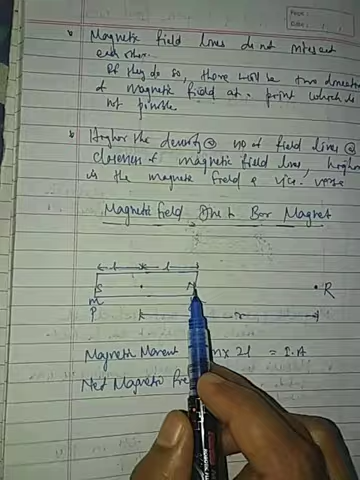 Magnetic field lines do not intersect
each other.
If they do so, there will be two direction
of magnetic field at a point which is
not possible
Higher the density @ no of field lines @
closeness of magnetic field lines, higher
is the magnetic field & vice-versa
Magnetic field Due to Bar Magnet
l l
S N R
m
P r
Magnetic Moment m x 2l = I.A
Net Magnetic